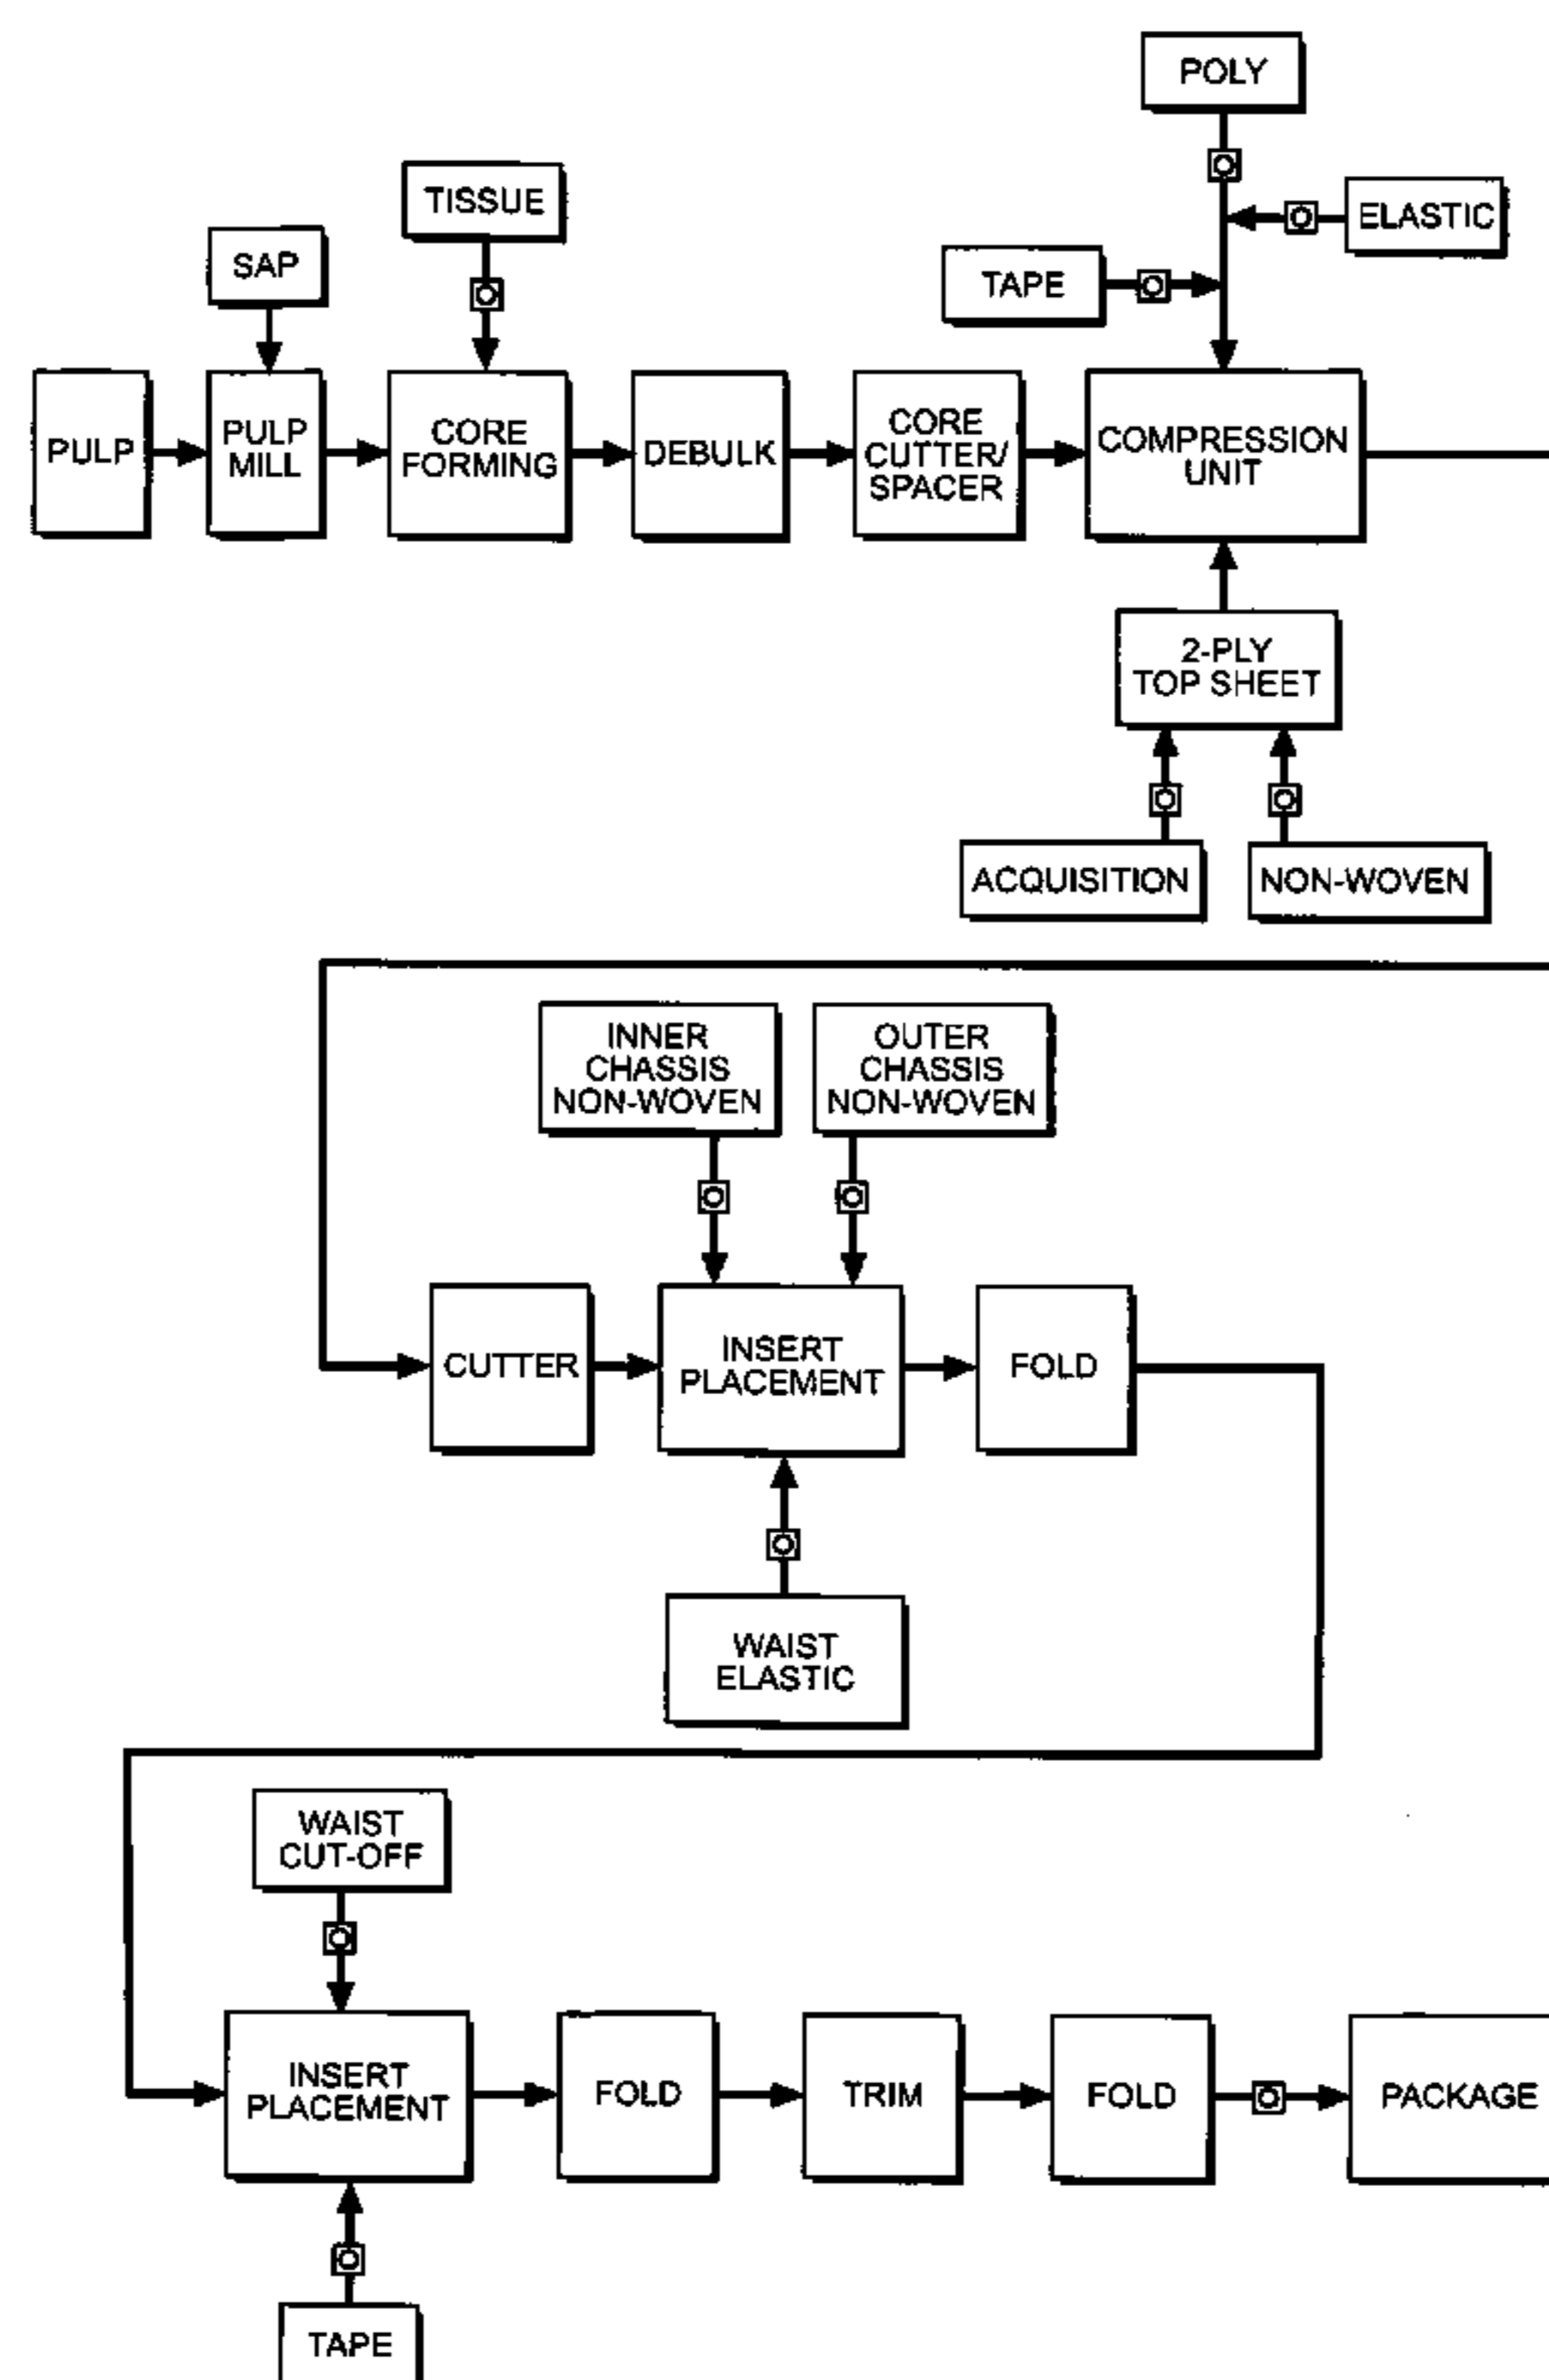 POLY
TISSUE
ELASTIC
SAP
TAPE
PULP
PULP
MILL
CORE
FORMING
DEBULK
CORE
CUTTER/
SPACER
COMPRESSION
UNIT
2-PLY
TOP SHEET
ACQUISITION
NON-WOVEN
INNER
CHASSIS
NON-WOVEN
OUTER
CHASSIS
NON-WOVEN
CUTTER
INSERT
PLACEMENT
FOLD
WAIST
ELASTIC
WAIST
CUT-OFF
INSERT
PLACEMENT
FOLD
TRIM
FOLD
PACKAGE
TAPE